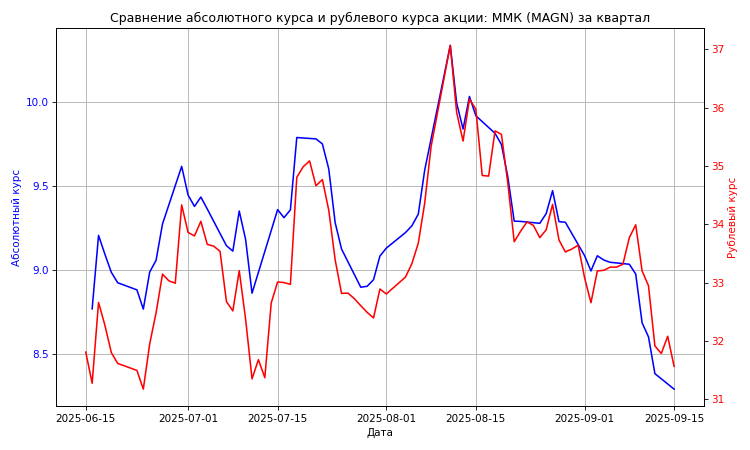 Сравнение абсолютного курса и рублевого курса акции: ММК (MAGN) за квартал
Абсолютный курс
10.0
9.5
9.0
8.5
37
36
35
34
33
32
31
Рублевый курс
2025-06-15 2025-07-01 2025-07-15 2025-08-01 2025-08-15 2025-09-01 2025-09-15
Дата